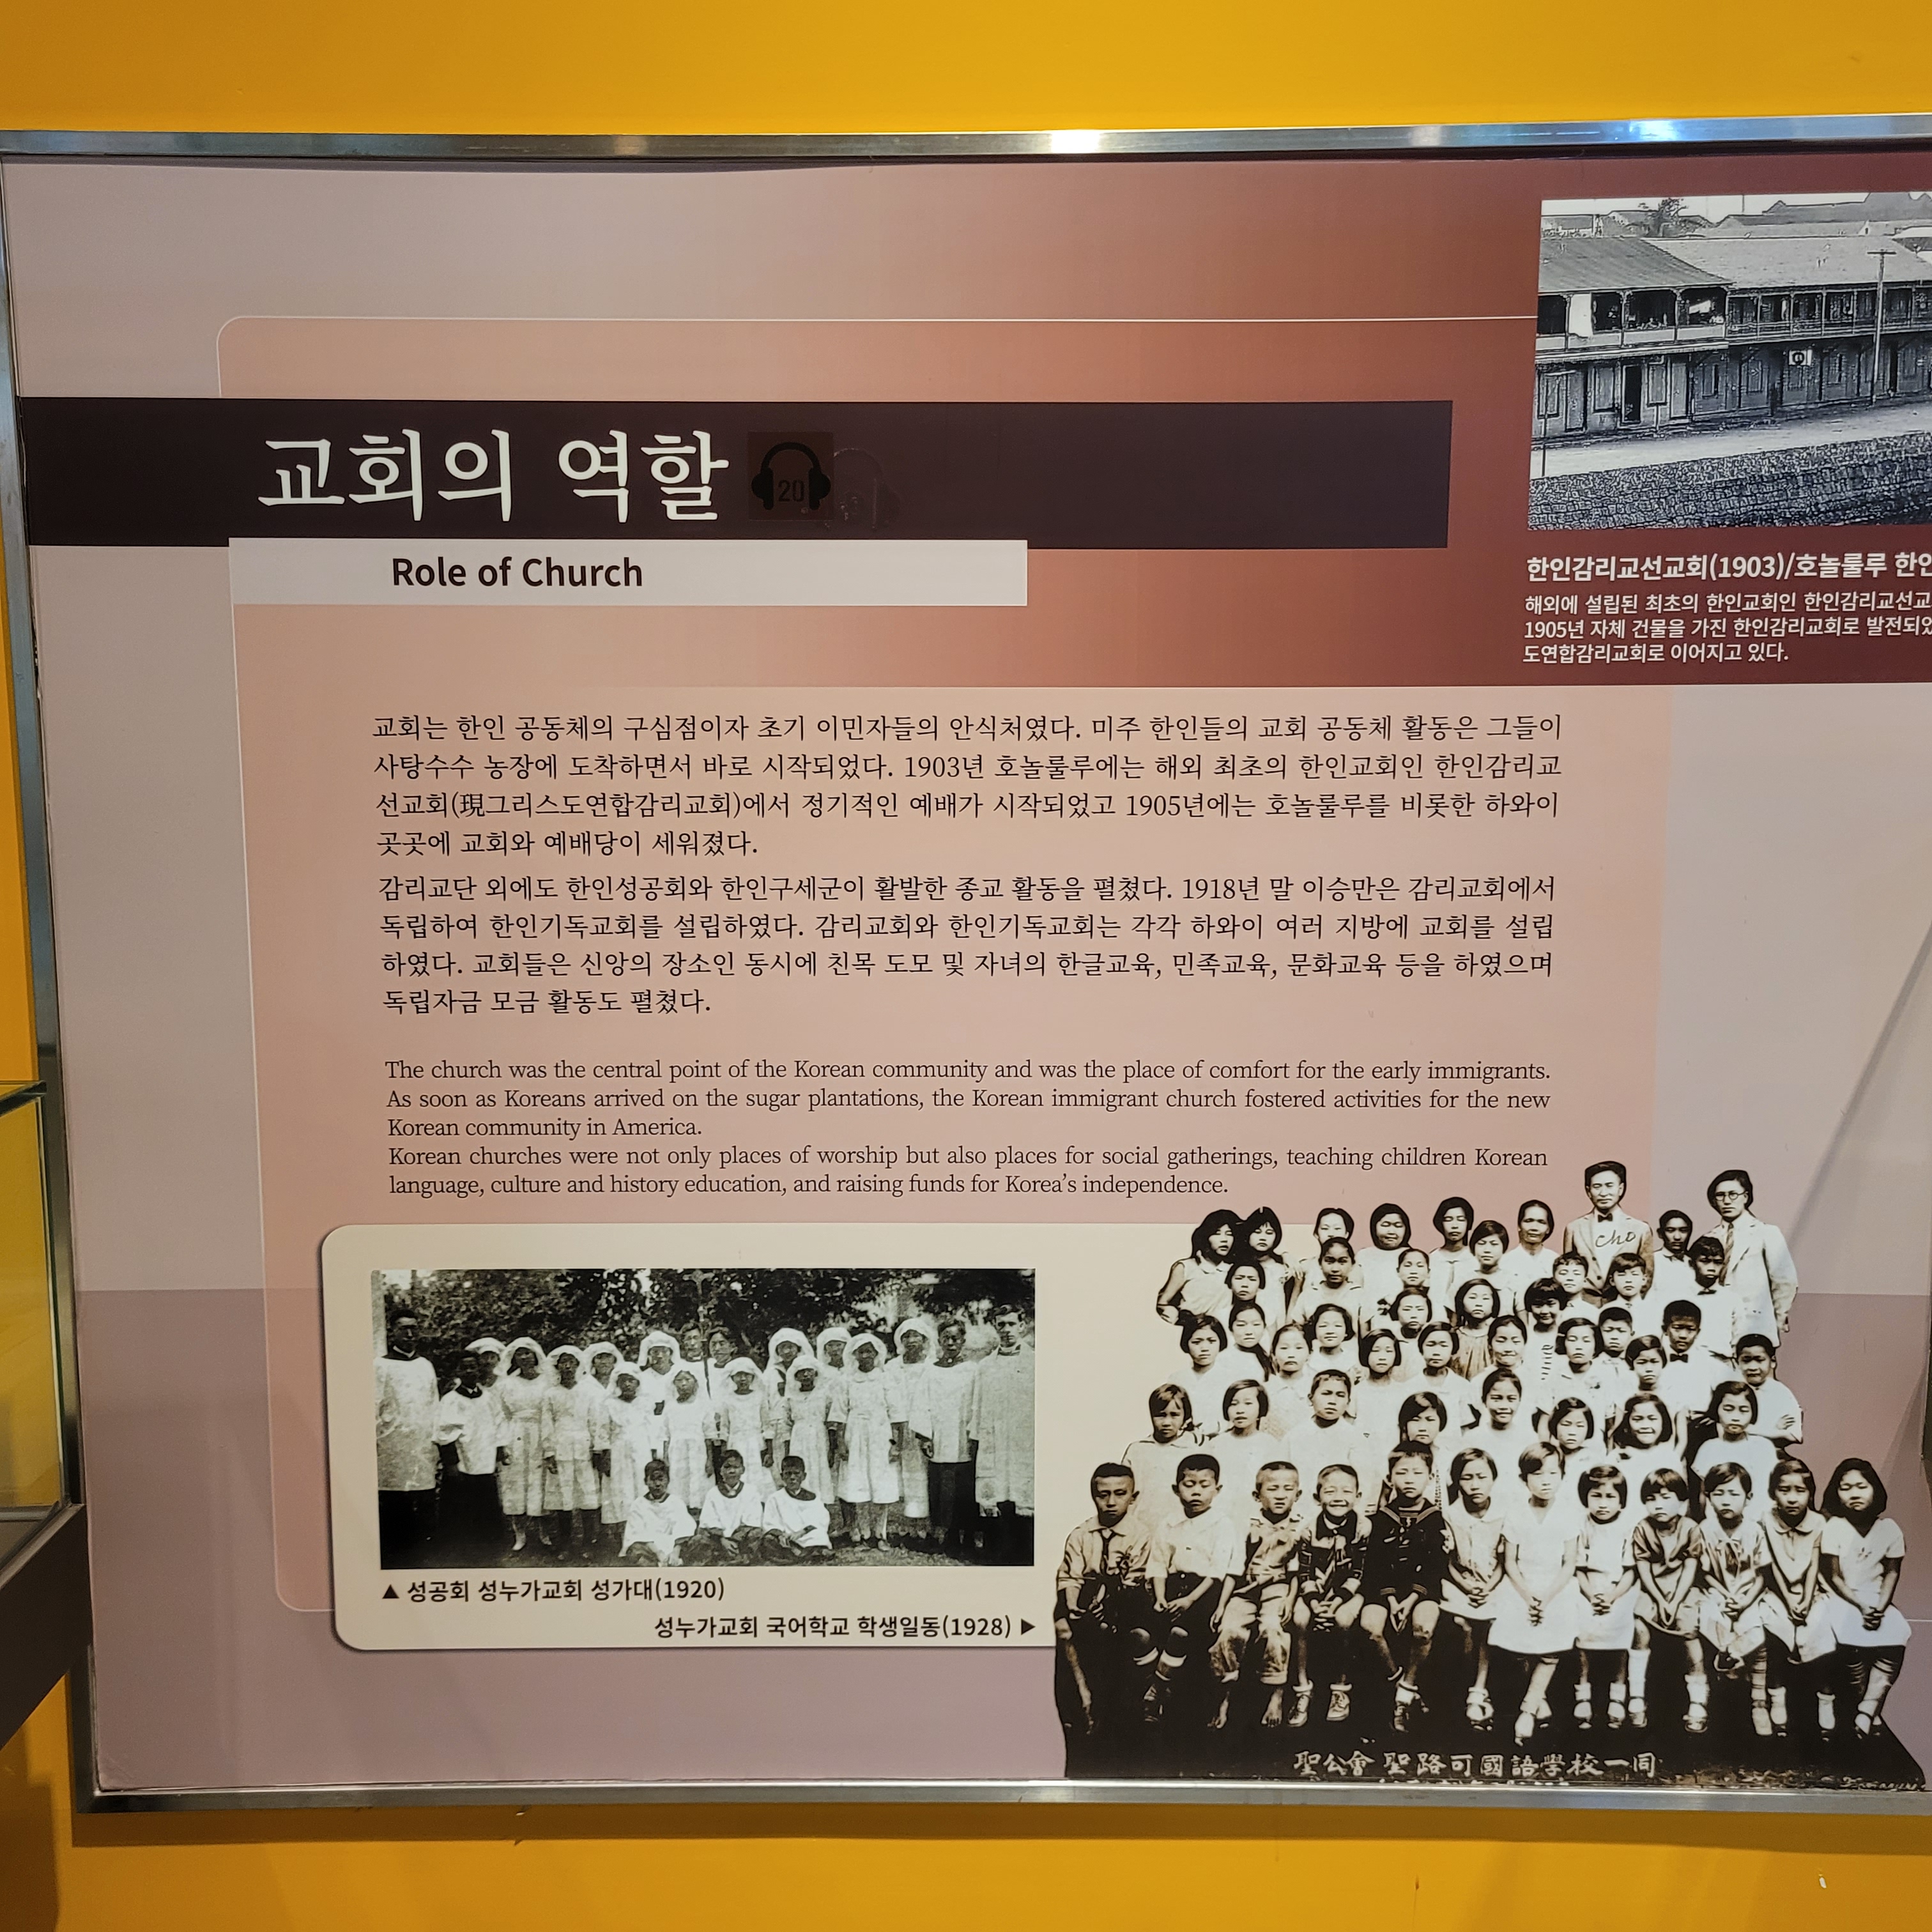 교회의 역할
20
Role of Church
한인감리교선교회(1903)/호놀룰루
해외에 설립된 최초의 한인교회인
1905년 자체 건물을 가진 한인감리교회로
도연합감리교회로 이어지고 있다.
교회는 한인 공동체의 구심점이자 초기 이민자들의 안식처였다. 미주 한인들의 교회 공동체 활동은 그들이
사탕수수 농장에 도착하면서 바로 시작되었다. 1903년 호놀룰루에는 해외 최초의 한인교회인 한인감리교
선교회(現그리스도연합감리교회)에서 정기적인 예배가 시작되었고 1905년에는 호놀룰루를 비롯한 하와이
곳곳에 교회와 예배당이 세워졌다.
감리교단 외에도 한인성공회와 한인구세군이 활발한 종교 활동을 펼쳤다. 1918년 말 이승만은 감리교회에서
독립하여 한인기독교회를 설립하였다. 감리교회와 한인기독교회는 각각 하와이 여러 지방에 교회를 설립
하였다. 교회들은 신앙의 장소인 동시에 친목 도모 및 자녀의 한글교육, 민족교육, 문화교육 등을 하였으며
독립자금 모금 활동도 펼쳤다.
The church was the central point of the Korean community and was the place of comfort for the early immigrants.
As soon as Koreans arrived on the sugar plantations, the Korean immigrant church fostered activities for the new
Korean community in America.
Korean churches were not only places of worship but also places for social gatherings, teaching children Korean
language, culture and history education, and raising funds for Korea's independence.
cho
▲ 성공회 성누가교회 성가대(1920)
성누가교회 국어학교 학생일동(1928) ▶
聖公會 聖路可國語學校一同